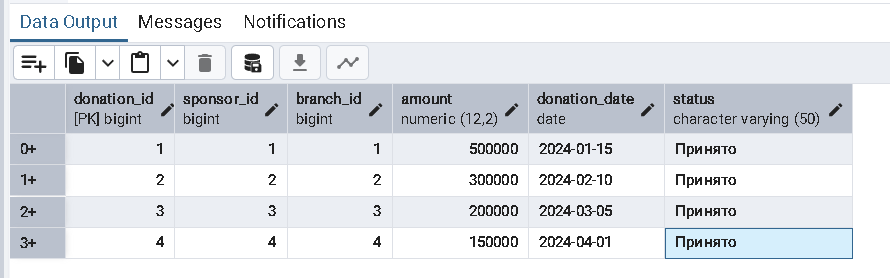 Data Output Messages Notifications
donation_id sponsor_id branch_id amount donation_date status
[PK] bigint bigint bigint numeric (12,2) date character varying (50)
0+ 1 1 1 500000 2024-01-15 Принято
1+ 2 2 2 300000 2024-02-10 Принято
2+ 3 3 3 200000 2024-03-05 Принято
3+ 4 4 4 150000 2024-04-01 Принято